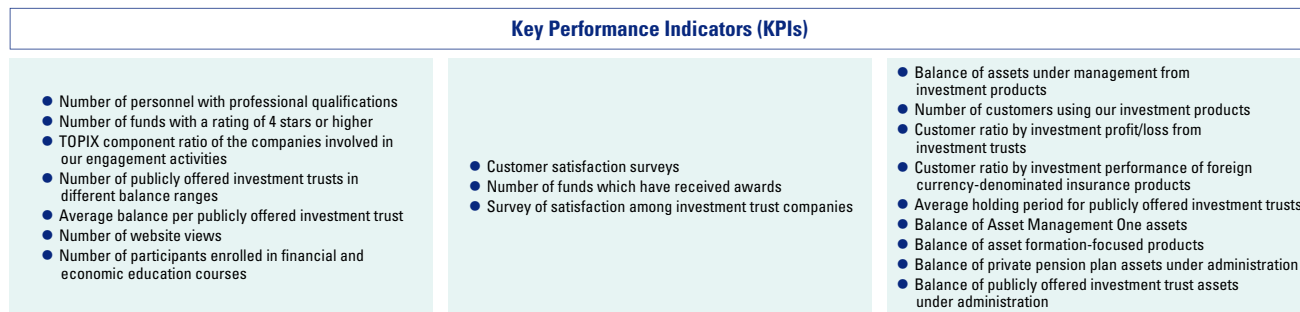 Key Performance Indicators (KPIs)
● Number of personnel with professional qualifications
● Number of funds with a rating of 4 stars or higher
● TOPIX component ratio of the companies involved in
our engagement activities
● Number of publicly offered investment trusts in
different balance ranges
● Average balance per publicly offered investment trust
● Number of website views
● Number of participants enrolled in financial and
economic education courses
● Customer satisfaction surveys
● Number of funds which have received awards
● Survey of satisfaction among investment trust companies
● Balance of assets under management from
investment products
● Number of customers using our investment products
● Customer ratio by investment profit/loss from
investment trusts
● Customer ratio by investment performance of foreign
currency-denominated insurance products
● Average holding period for publicly offered investment trusts
● Balance of Asset Management One assets
● Balance of asset formation-focused products
● Balance of private pension plan assets under administration
● Balance of publicly offered investment trust assets
under administration